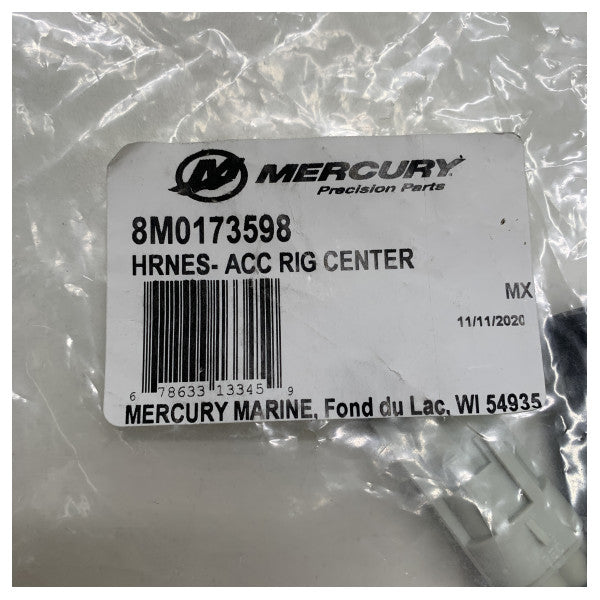 M MERCURY
Precision Parts
8M0173598
HRNES- ACC RIG CENTER
MX
11/11/2020
6 78633 13345 9
MERCURY MARINE, Fond du Lac, WI 54935